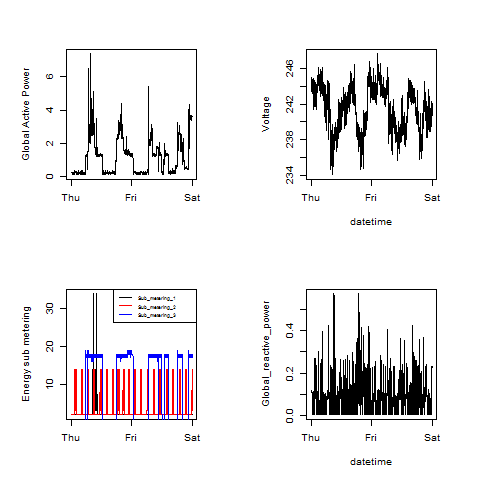 Global Active Power
6
4
2
0
Thu Fri Sat
Voltage
246
242
238
234
Thu Fri Sat
datetime
Energy sub metering
30
20
10
Sub_metering_1
Sub_metering_2
Sub_metering_3
Thu Fri Sat
Global_reactive_power
0.4
0.2
0.0
Thu Fri Sat
datetime